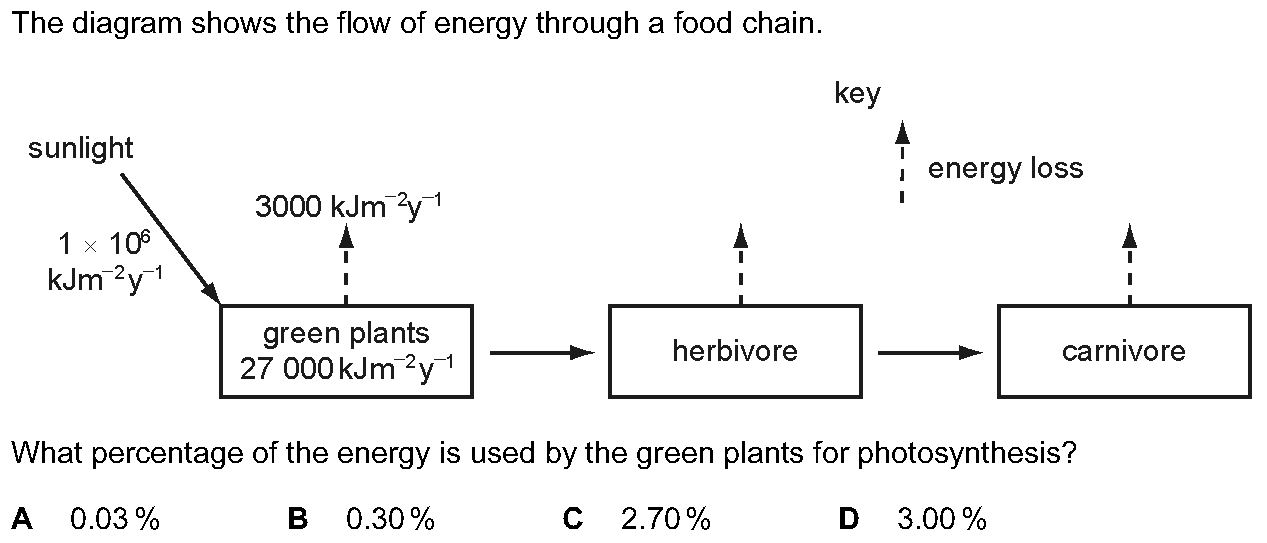 The diagram shows the flow of energy through a food chain.
key
energy loss
sunlight
1 × 10⁶
kJm⁻²y⁻¹
3000 kJm⁻²y⁻¹
green plants
27 000 kJm⁻²y⁻¹
herbivore
carnivore
What percentage of the energy is used by the green plants for photosynthesis?
A 0.03 % B 0.30 % C 2.70 % D 3.00 %